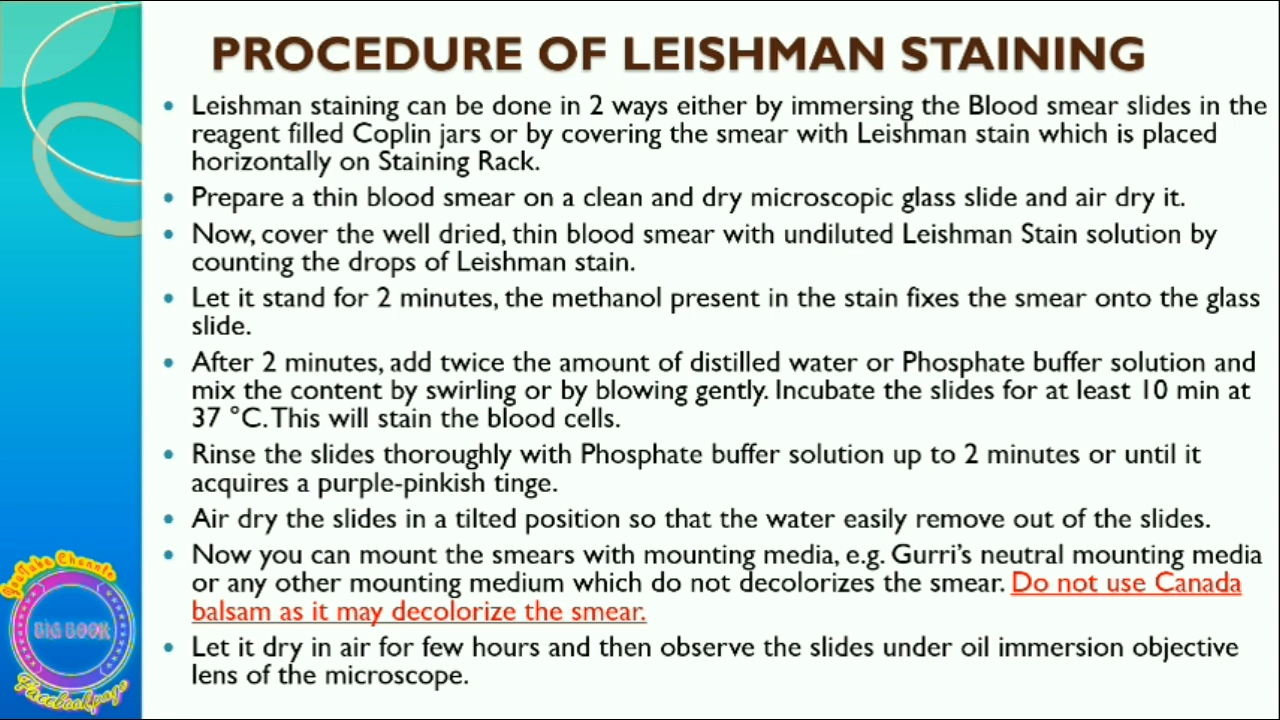 PROCEDURE OF LEISHMAN STAINING
• Leishman staining can be done in 2 ways either by immersing the Blood smear slides in the
reagent filled Coplin jars or by covering the smear with Leishman stain which is placed
horizontally on Staining Rack.
• Prepare a thin blood smear on a clean and dry microscopic glass slide and air dry it.
• Now, cover the well dried, thin blood smear with undiluted Leishman Stain solution by
counting the drops of Leishman stain.
• Let it stand for 2 minutes, the methanol present in the stain fixes the smear onto the glass
slide.
• After 2 minutes, add twice the amount of distilled water or Phosphate buffer solution and
mix the content by swirling or by blowing gently. Incubate the slides for at least 10 min at
37 °C. This will stain the blood cells.
• Rinse the slides thoroughly with Phosphate buffer solution up to 2 minutes or until it
acquires a purple-pinkish tinge.
• Air dry the slides in a tilted position so that the water easily remove out of the slides.
• Now you can mount the smears with mounting media, e.g. Gurri's neutral mounting media
or any other mounting medium which do not decolorizes the smear. Do not use Canada
balsam as it may decolorize the smear.
• Let it dry in air for few hours and then observe the slides under oil immersion objective
lens of the microscope.
YouTube Channle
BIG BOOK
Facebook page